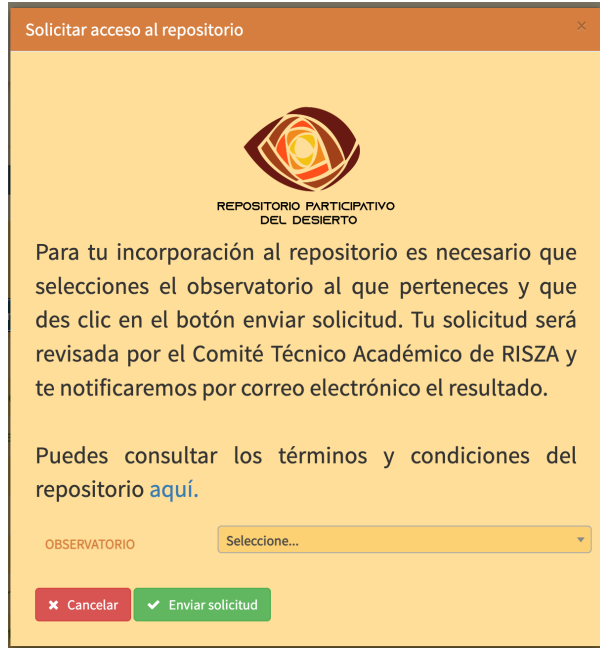 Solicitar acceso al repositorio
×
REPOSITORIO PARTICIPATIVO
DEL DESIERTO
Para tu incorporación al repositorio es necesario que
selecciones el observatorio al que perteneces y que
des clic en el botón enviar solicitud. Tu solicitud será
revisada por el Comité Técnico Académico de RISZA y
te notificaremos por correo electrónico el resultado.
Puedes consultar los términos y condiciones del
repositorio aquí.
OBSERVATORIO Seleccione...
Cancelar Enviar solicitud